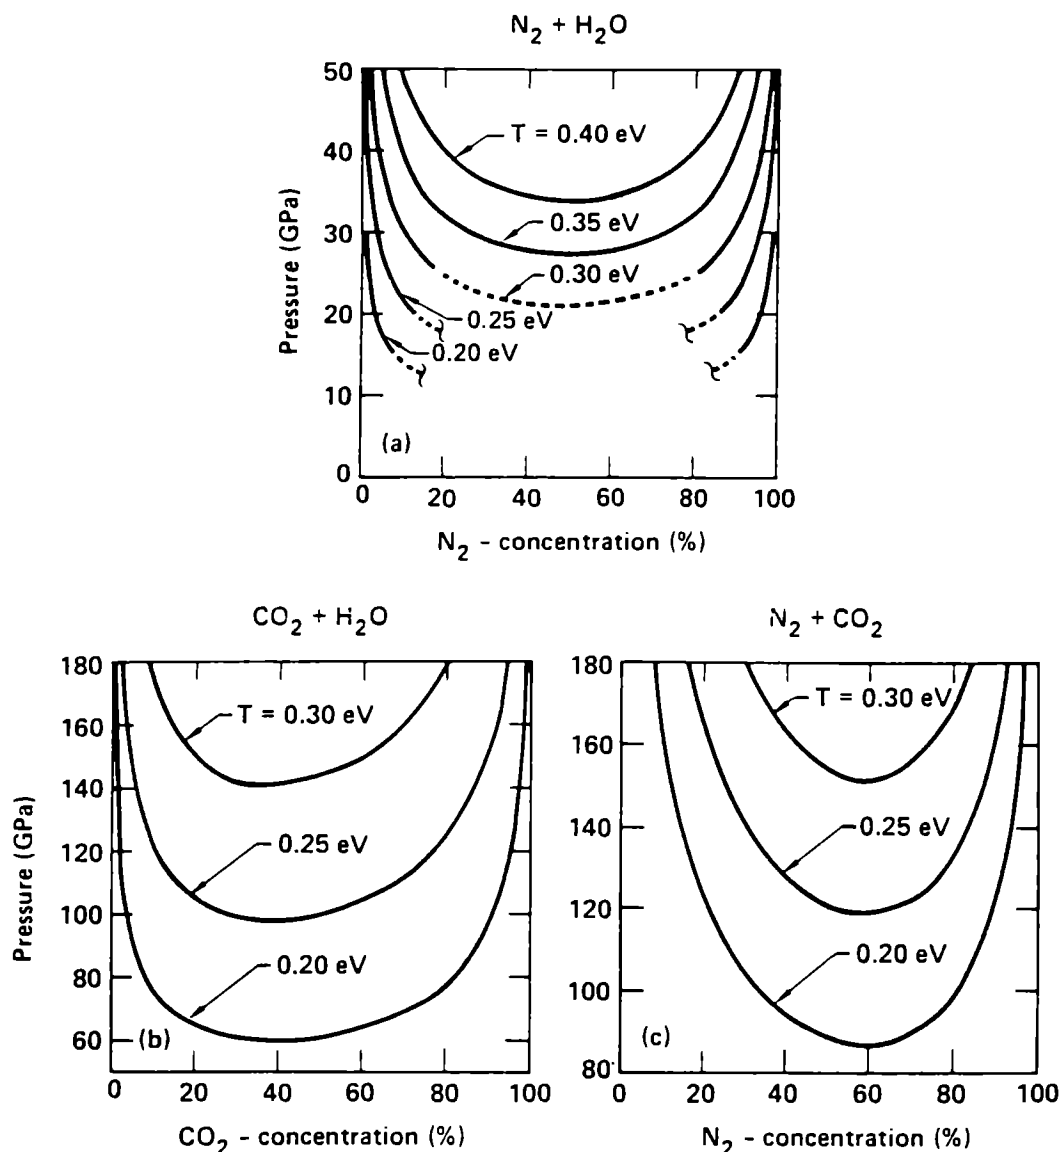 N2 + H2O
50
40
30
20
10
0
Pressure (GPa)
T = 0.40 eV
0.35 eV
0.30 eV
0.25 eV
0.20 eV
(a)
0 20 40 60 80 100
N2 - concentration (%)
CO2 + H2O
180
160
140
120
100
80
60
Pressure (GPa)
T = 0.30 eV
0.25 eV
0.20 eV
(b)
0 20 40 60 80 100
CO2 - concentration (%)
N2 + CO2
180
160
140
120
100
80
T = 0.30 eV
0.25 eV
0.20 eV
(c)
0 20 40 60 80 100
N2 - concentration (%)